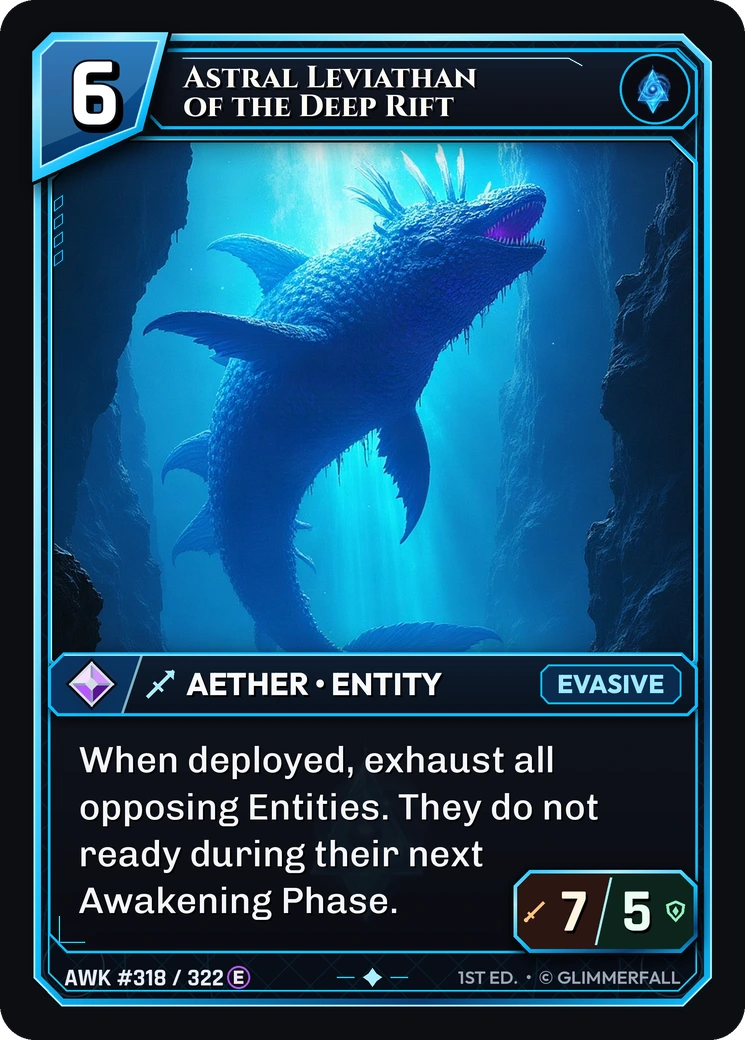 6
ASTRAL LEVIATHAN
OF THE DEEP RIFT
AETHER • ENTITY
EVASIVE
When deployed, exhaust all
opposing Entities. They do not
ready during their next
Awakening Phase.
7 / 5
AWK #318 / 322 E
1ST ED. • © GLIMMERFALL